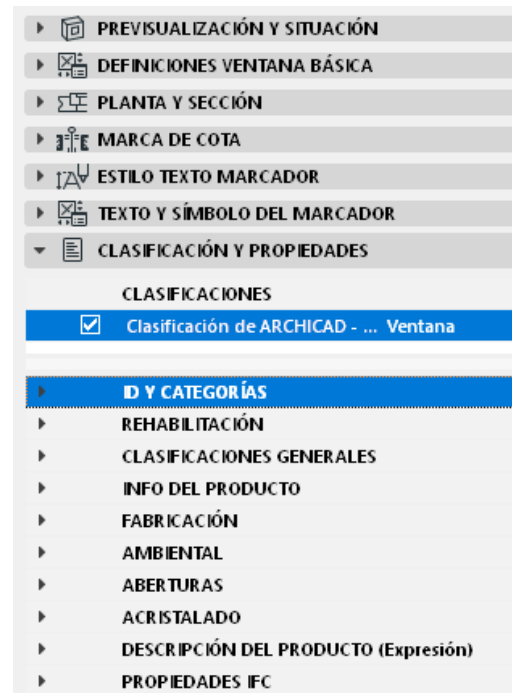 PREVISUALIZACIÓN Y SITUACIÓN
DEFINICIONES VENTANA BÁSICA
PLANTA Y SECCIÓN
MARCA DE COTA
ESTILO TEXTO MARCADOR
TEXTO Y SÍMBOLO DEL MARCADOR
CLASIFICACIÓN Y PROPIEDADES
CLASIFICACIONES
Clasificación de ARCHICAD - ... Ventana
ID Y CATEGORÍAS
REHABILITACIÓN
CLASIFICACIONES GENERALES
INFO DEL PRODUCTO
FABRICACIÓN
AMBIENTAL
ABERTURAS
ACRISTALADO
DESCRIPCIÓN DEL PRODUCTO (Expresión)
PROPIEDADES IFC